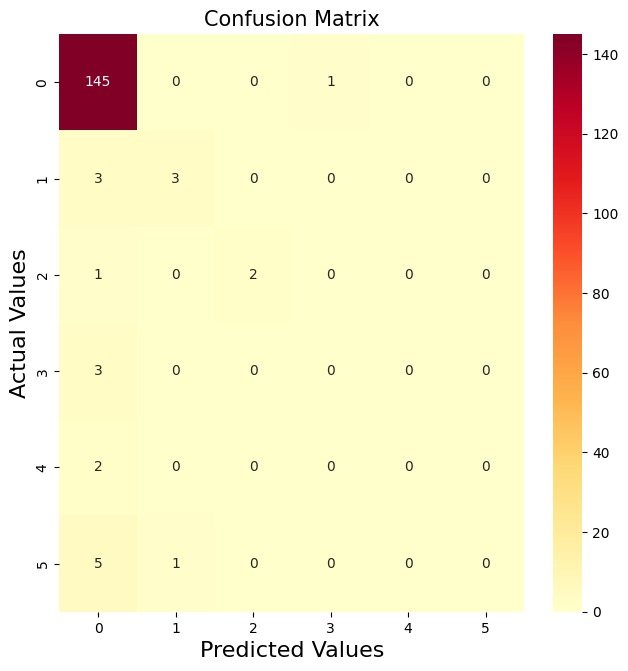 Confusion Matrix
Actual Values
0 145 0 0 1 0 0
1 3 3 0 0 0 0
2 1 0 2 0 0 0
3 3 0 0 0 0 0
4 2 0 0 0 0 0
5 5 1 0 0 0 0
0 1 2 3 4 5
Predicted Values
140
120
100
80
60
40
20
0